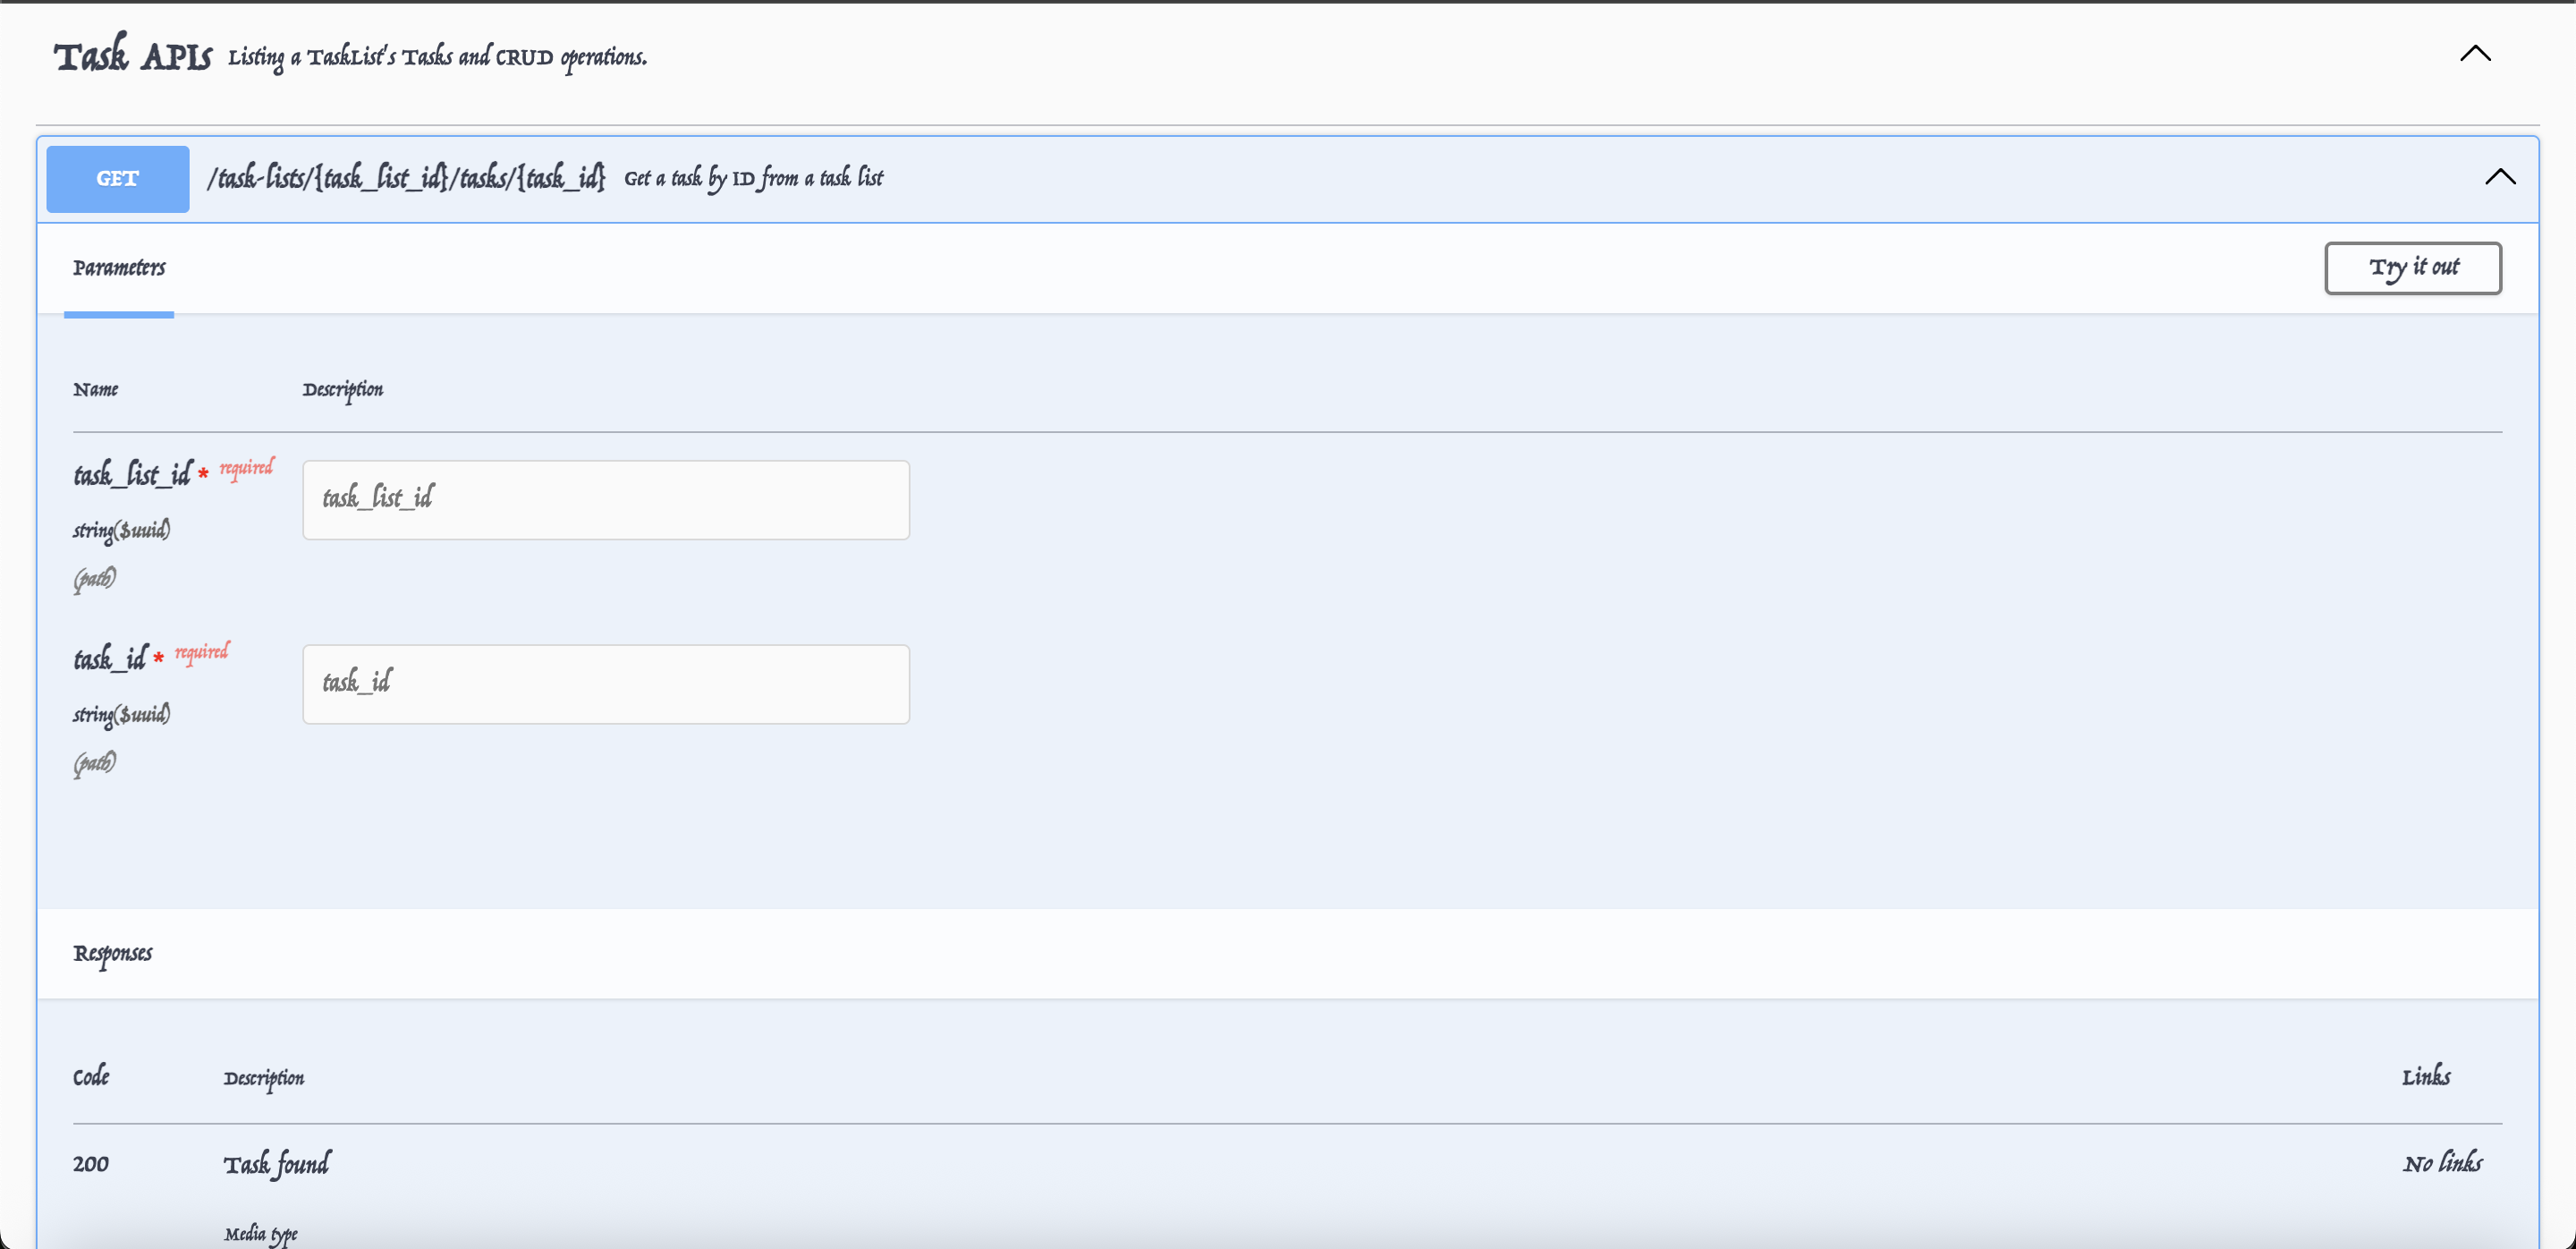 Task APIs Listing a TaskList's Tasks and CRUD operations.
GET /task-lists/{task_list_id}/tasks/{task_id} Get a task by ID from a task list
Parameters Try it out
Name Description
task_list_id * required task_list_id
string($uuid)
(path)
task_id * required task_id
string($uuid)
(path)
Responses
Code Description Links
200 Task found No links
Media type